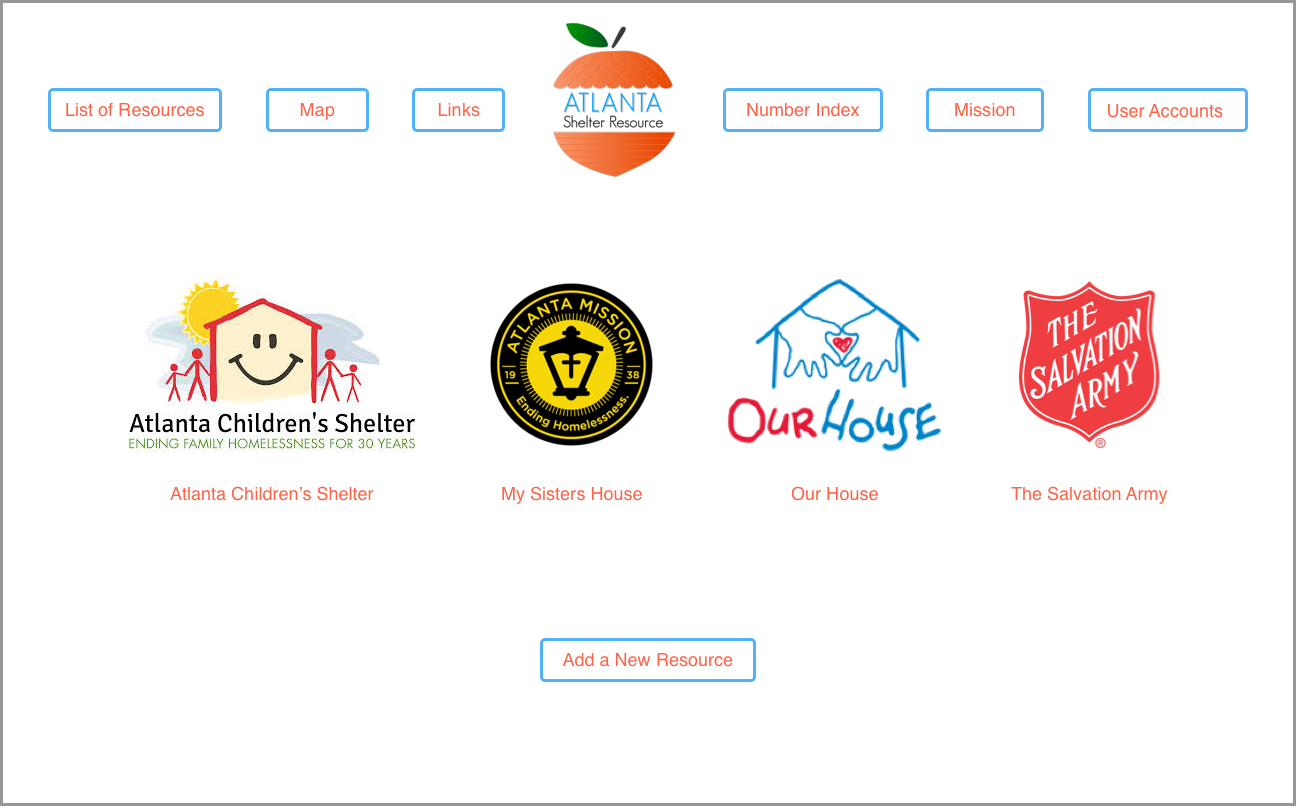 List of Resources
Map
Links
ATLANTA
Shelter Resource
Number Index
Mission
User Accounts
Atlanta Children's Shelter
ENDING FAMILY HOMELESSNESS FOR 30 YEARS
ATLANTA MISSION
19 38
Ending Homelessness.
OUR HOUSE
THE
SALVATION
ARMY
®
Atlanta Children’s Shelter
My Sisters House
Our House
The Salvation Army
Add a New Resource